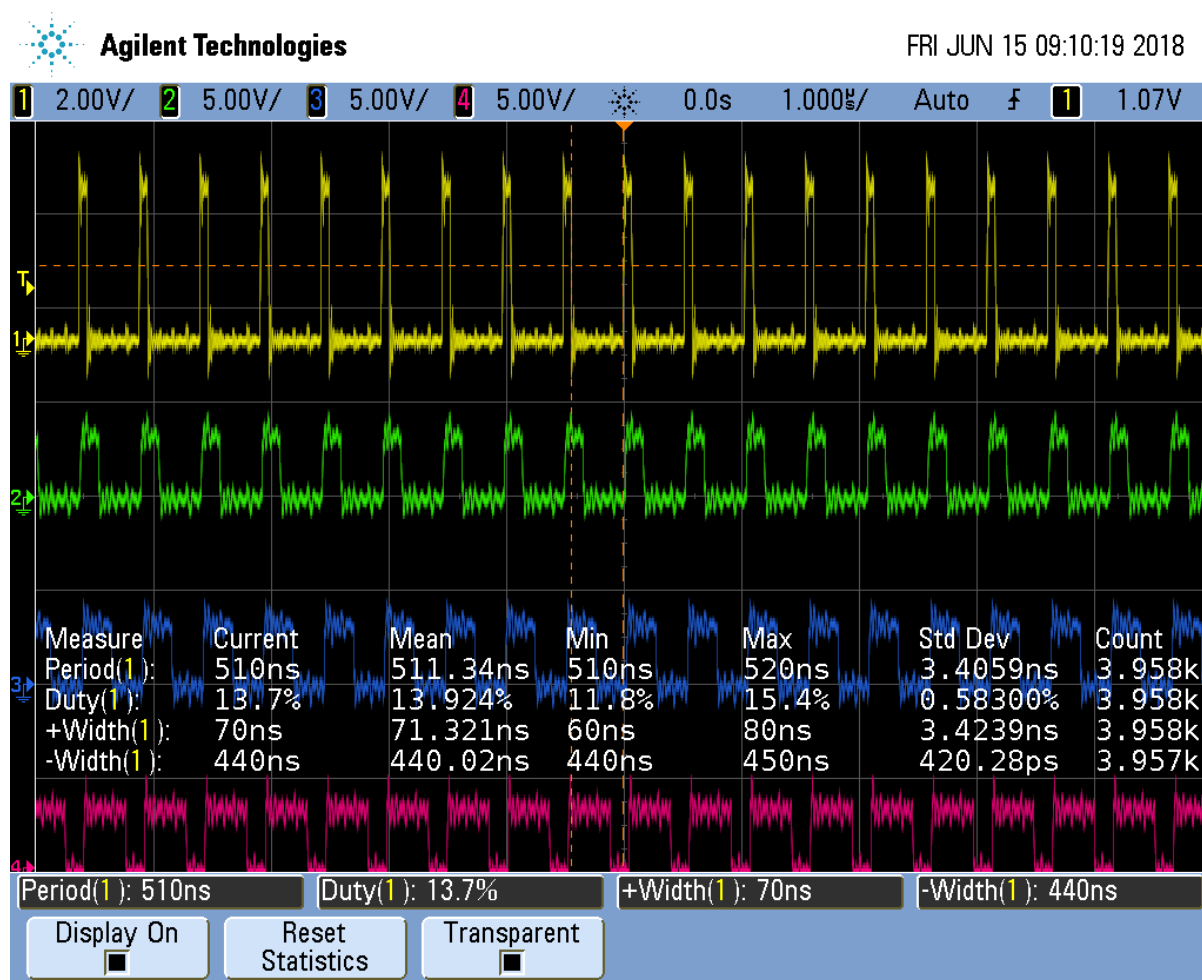 Agilent Technologies FRI JUN 15 09:10:19 2018
1 2.00V/ 2 5.00V/ 3 5.00V/ 4 5.00V/ 0.0s 1.000µs/ Auto 1 1.07V
T
1
2
Measure Current Mean Min Max Std Dev Count
Period(1): 510ns 511.34ns 510ns 520ns 3.4059ns 3.958k
3
Duty(1): 13.7% 13.924% 11.8% 15.4% 0.58300% 3.958k
+Width(1): 70ns 71.321ns 60ns 80ns 3.4239ns 3.958k
-Width(1): 440ns 440.02ns 440ns 450ns 420.28ps 3.957k
4
Period(1): 510ns Duty(1): 13.7% +Width(1): 70ns -Width(1): 440ns
Display On Reset Statistics Transparent